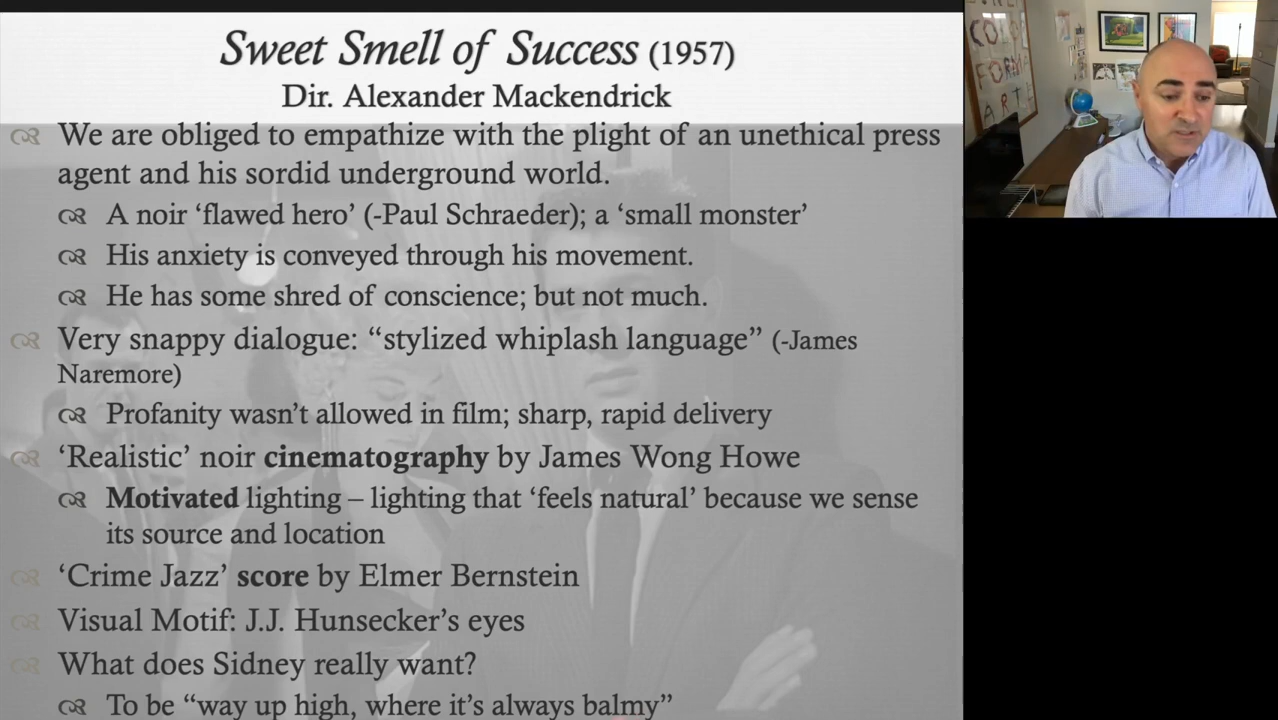 Sweet Smell of Success (1957)
Dir. Alexander Mackendrick
We are obliged to empathize with the plight of an unethical press
agent and his sordid underground world.
A noir ‘flawed hero’ (-Paul Schraeder); a ‘small monster’
His anxiety is conveyed through his movement.
He has some shred of conscience; but not much.
Very snappy dialogue: “stylized whiplash language” (-James
Naremore)
Profanity wasn’t allowed in film; sharp, rapid delivery
‘Realistic’ noir cinematography by James Wong Howe
Motivated lighting – lighting that ‘feels natural’ because we sense
its source and location
‘Crime Jazz’ score by Elmer Bernstein
Visual Motif: J.J. Hunsecker’s eyes
What does Sidney really want?
To be “way up high, where it’s always balmy”